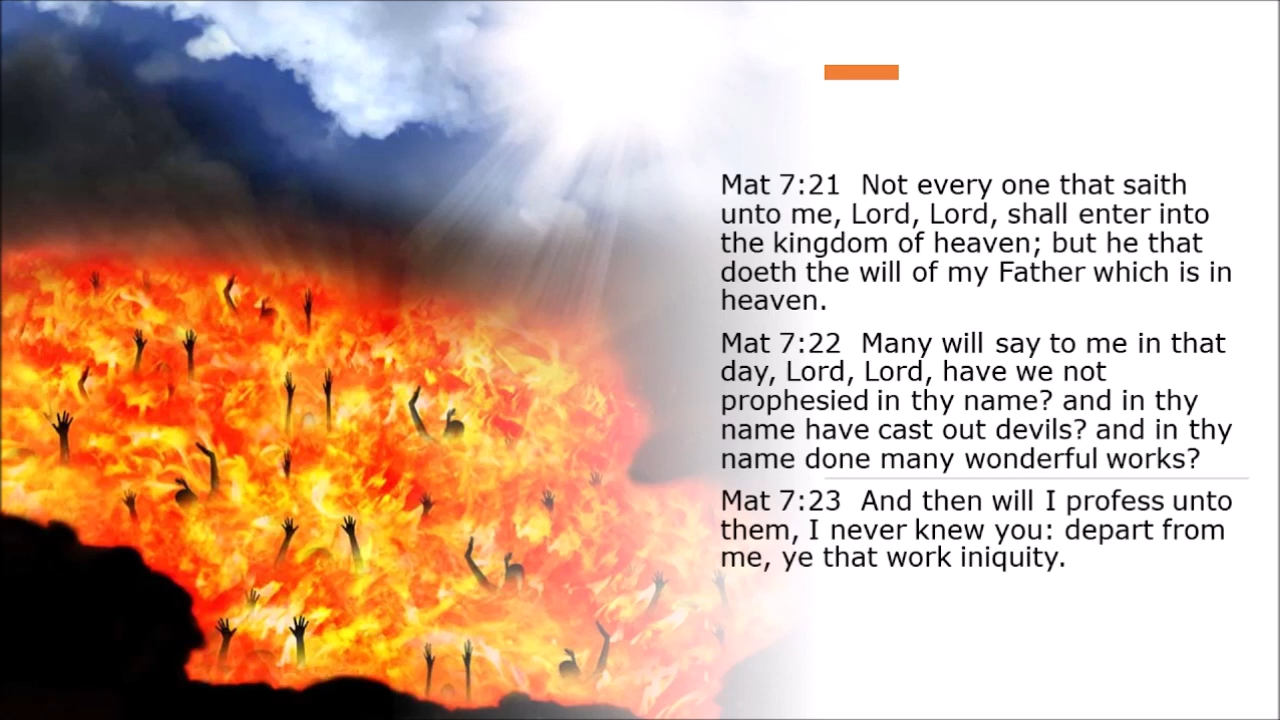 Mat 7:21  Not every one that saith
unto me, Lord, Lord, shall enter into
the kingdom of heaven; but he that
doeth the will of my Father which is in
heaven.
Mat 7:22  Many will say to me in that
day, Lord, Lord, have we not
prophesied in thy name? and in thy
name have cast out devils? and in thy
name done many wonderful works?
Mat 7:23  And then will I profess unto
them, I never knew you: depart from
me, ye that work iniquity.